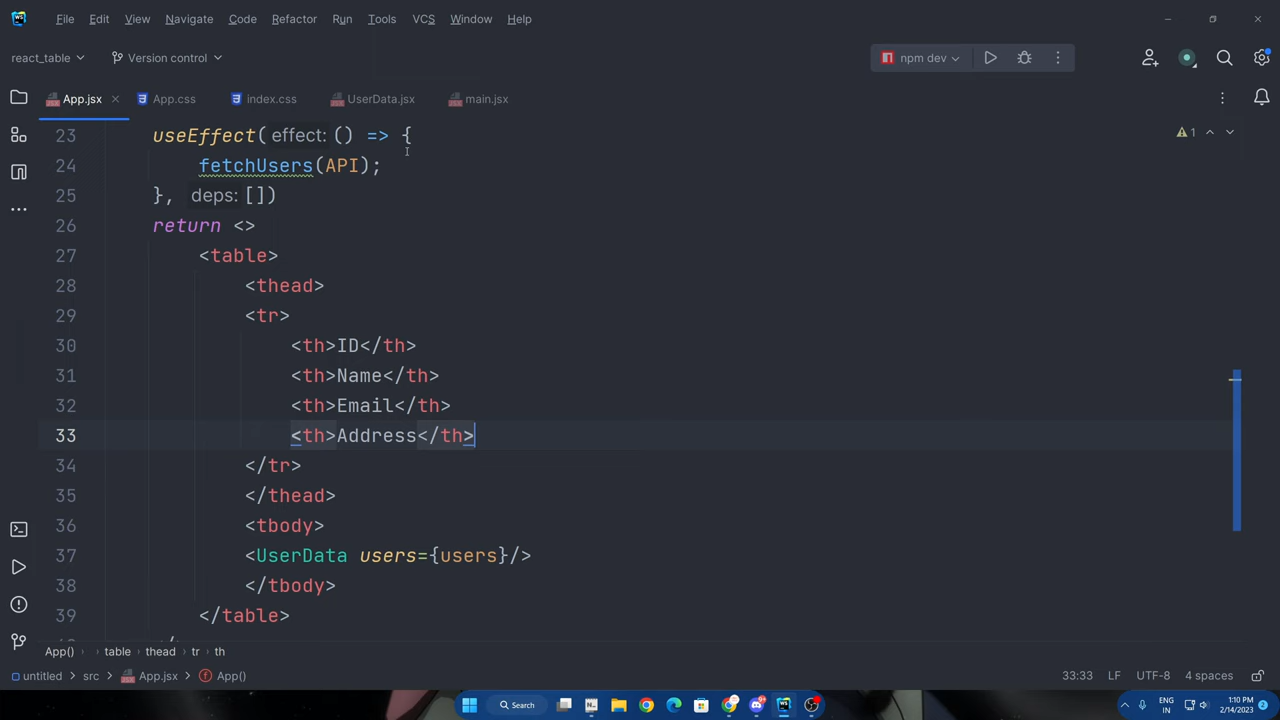 File Edit View Navigate Code Refactor Run Tools VCS Window Help
react_table Version control npm dev
App.jsx App.css index.css UserData.jsx main.jsx
23 useEffect( effect: () => {
24 fetchUsers(API);
25 }, deps: [])
26 return <>
27 <table>
28 <thead>
29 <tr>
30 <th>ID</th>
31 <th>Name</th>
32 <th>Email</th>
33 <th>Address</th>
34 </tr>
35 </thead>
36 <tbody>
37 <UserData users={users}/>
38 </tbody>
39 </table>
1
App() table thead tr th
untitled src App.jsx App() 33:33 LF UTF-8 4 spaces
Search
ENG 1:10 PM
IN 2/14/2023